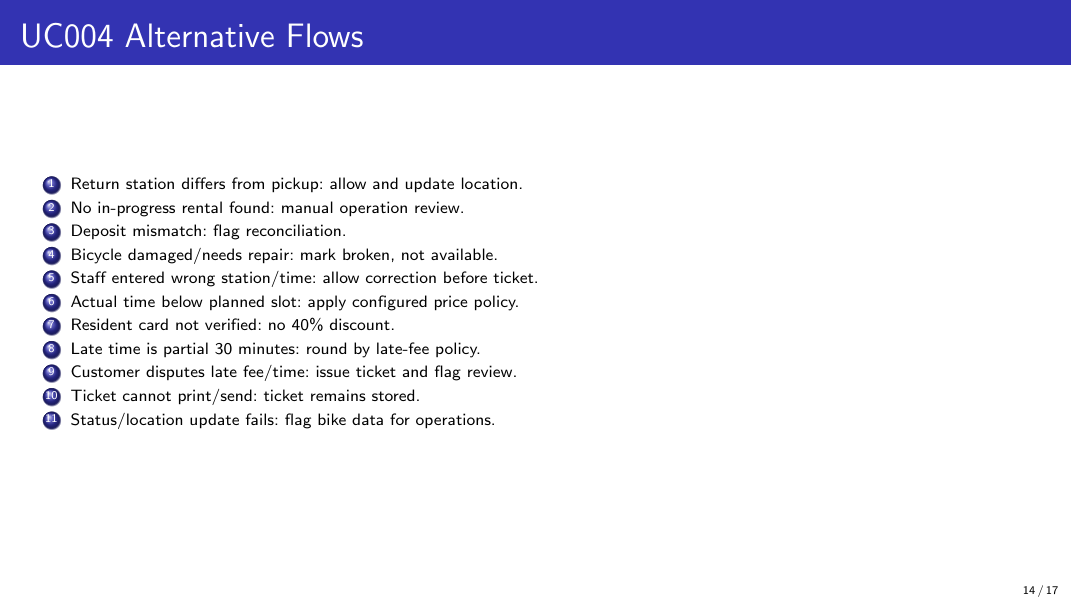 UC004 Alternative Flows
1 Return station differs from pickup: allow and update location.
2 No in-progress rental found: manual operation review.
3 Deposit mismatch: flag reconciliation.
4 Bicycle damaged/needs repair: mark broken, not available.
5 Staff entered wrong station/time: allow correction before ticket.
6 Actual time below planned slot: apply configured price policy.
7 Resident card not verified: no 40% discount.
8 Late time is partial 30 minutes: round by late-fee policy.
9 Customer disputes late fee/time: issue ticket and flag review.
10 Ticket cannot print/send: ticket remains stored.
11 Status/location update fails: flag bike data for operations.
14 / 17